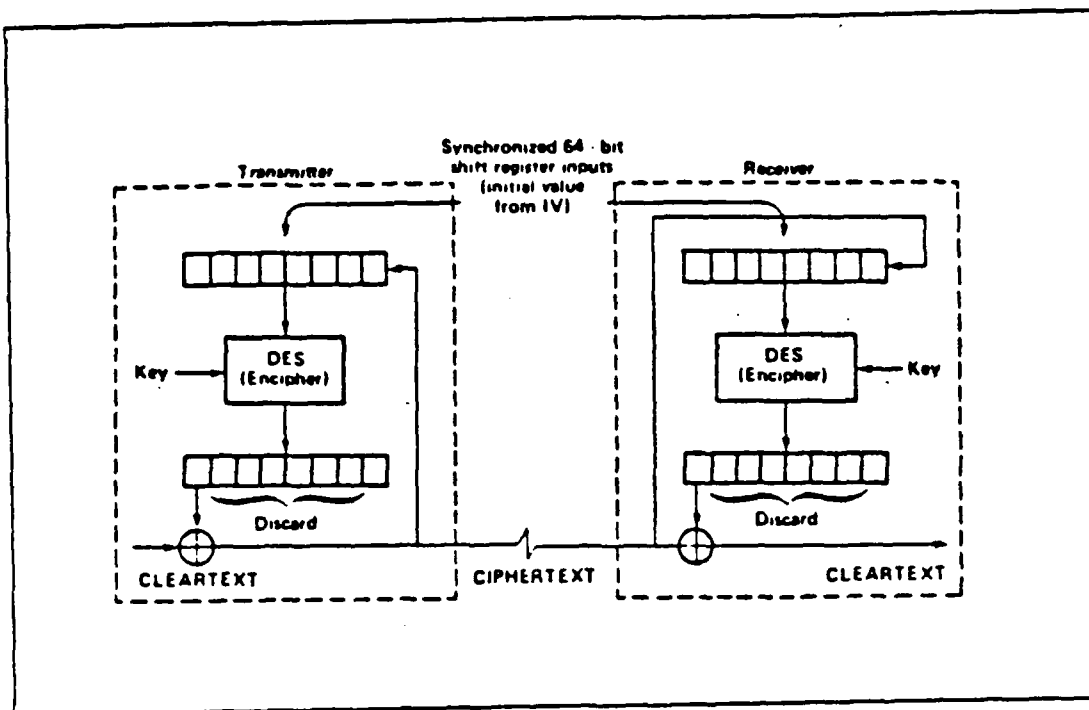 Synchronized 64-bit
shift register inputs
(initial value
from IV)
Transmitter
Receiver
Key
DES
(Encipher)
DES
(Encipher)
Key
Discard
Discard
CLEARTEXT
CIPHERTEXT
CLEARTEXT